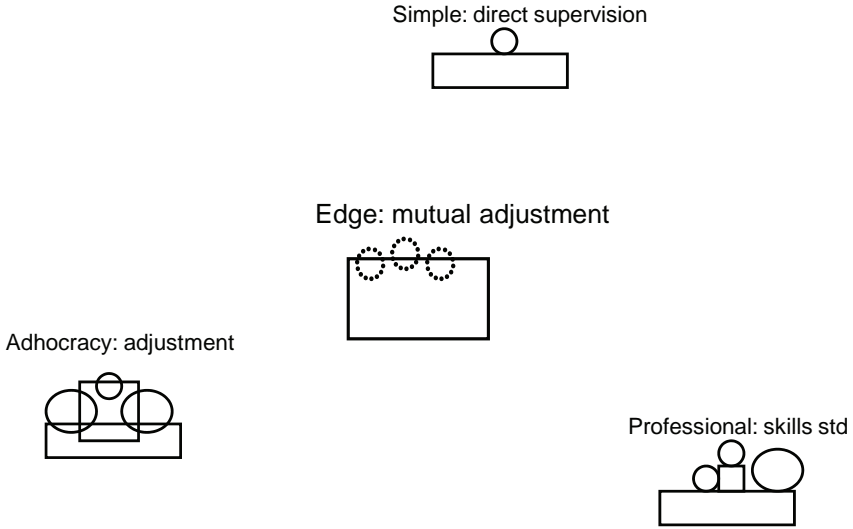 Simple: direct supervision
Edge: mutual adjustment
Adhocracy: adjustment
Professional: skills std